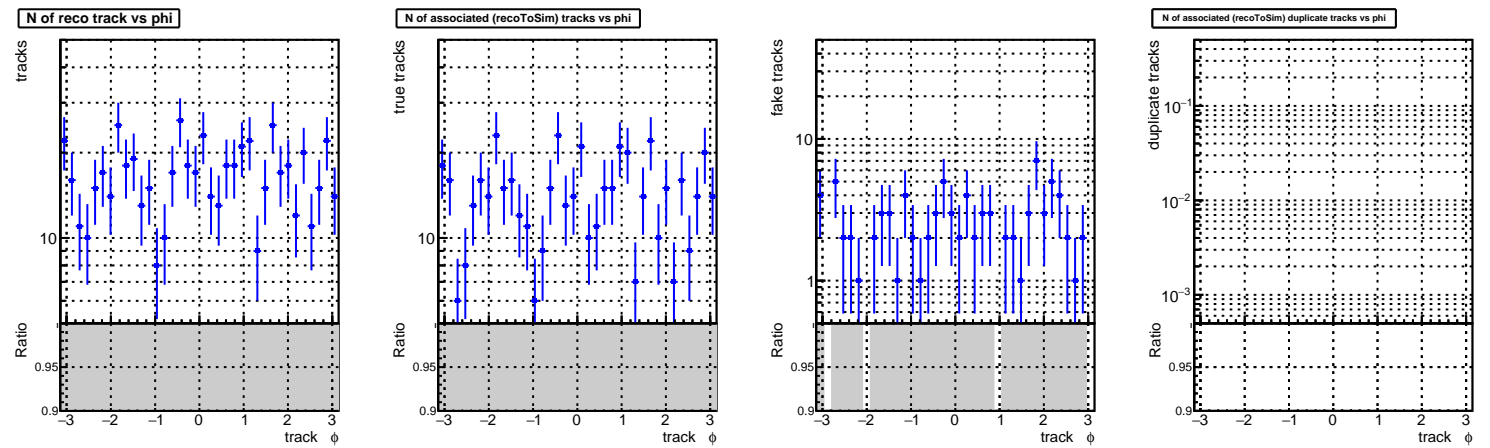 N of reco track vs phi
tracks
10
Ratio
0.95
0.9
−3 −2 −1 0 1 2 3
track ϕ
N of associated (recoToSim) tracks vs phi
true tracks
10
Ratio
0.95
0.9
−3 −2 −1 0 1 2 3
track ϕ
fake tracks
10
1
Ratio
0.95
0.9
−3 −2 −1 0 1 2 3
track ϕ
N of associated (recoToSim) duplicate tracks vs phi
duplicate tracks
10⁻¹
10⁻²
10⁻³
Ratio
0.95
0.9
−3 −2 −1 0 1 2 3
track ϕ